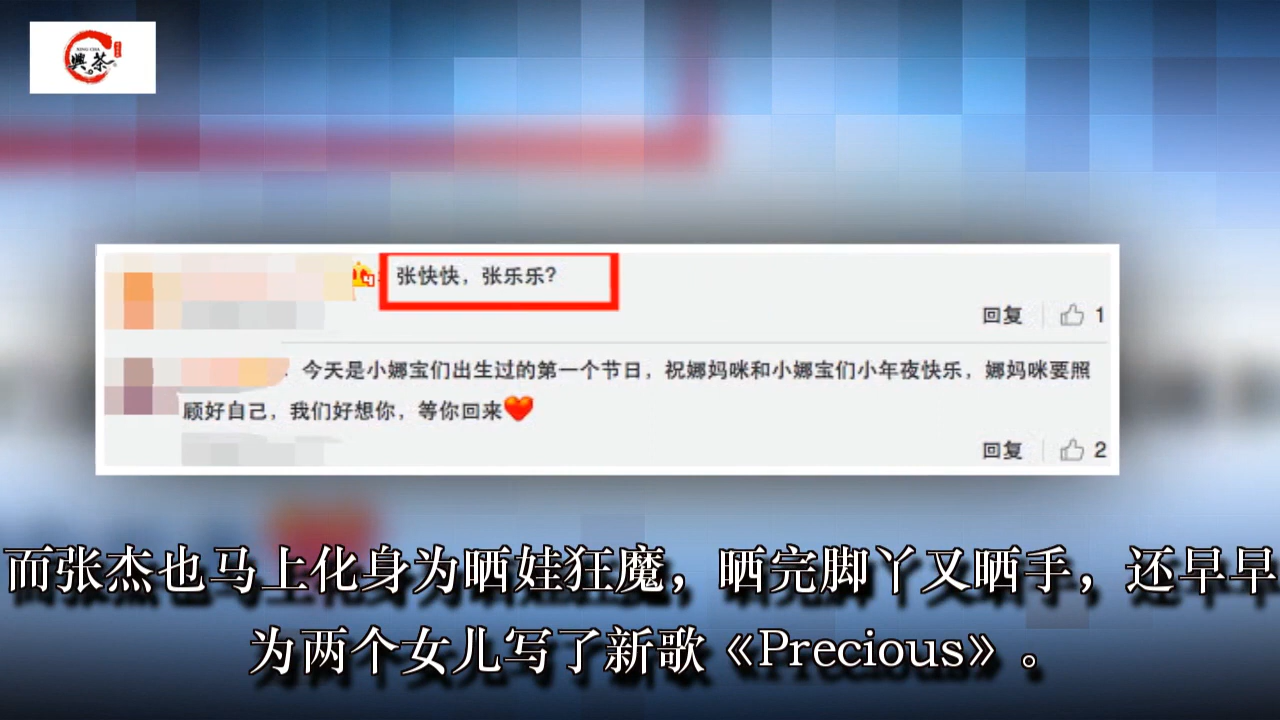 XING CHA
興茶
张快快，张乐乐？
回复 1
今天是小娜宝们出生过的第一个节日，祝娜妈咪和小娜宝们小年夜快乐，娜妈咪要照
顾好自己，我们好想你，等你回来❤
回复 2
而张杰也马上化身为晒娃狂魔，晒完脚丫又晒手，还早早
为两个女儿写了新歌《Precious》。